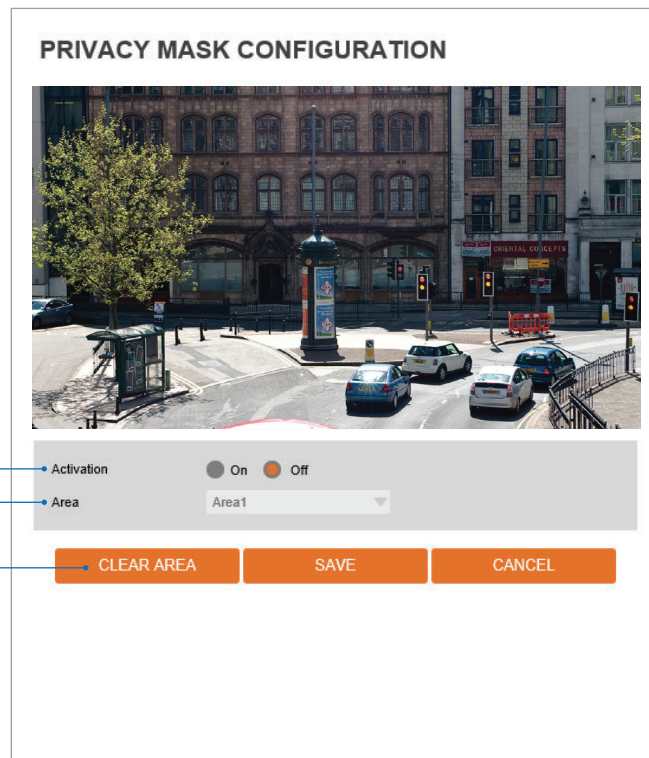 PRIVACY MASK CONFIGURATION
ORIENTAL CONCEPTS
Activation
On
Off
Area
Area1
CLEAR AREA
SAVE
CANCEL